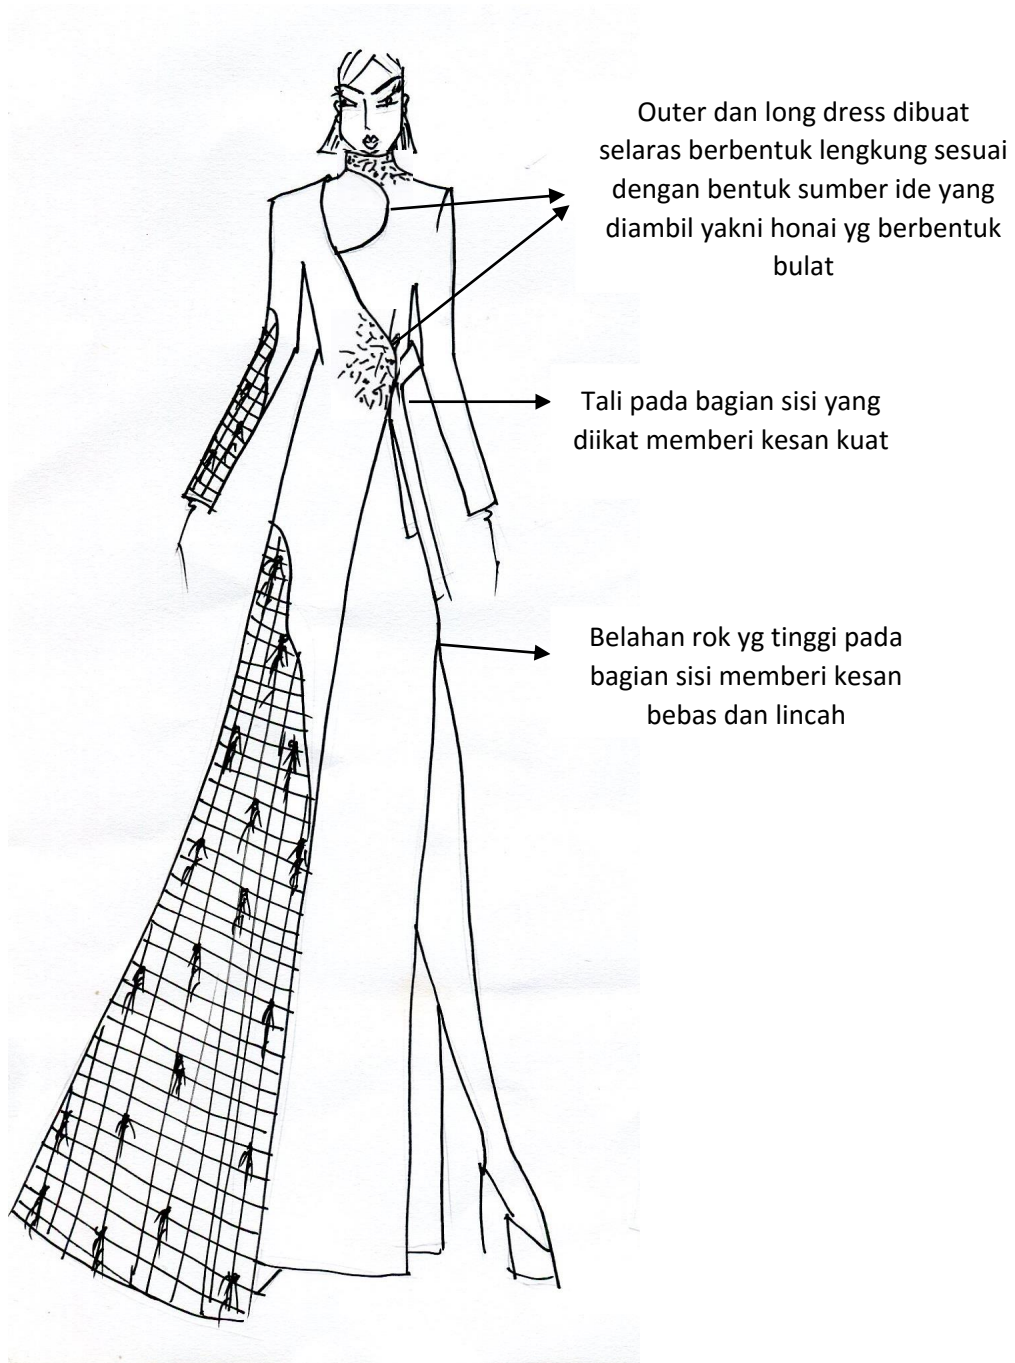 Outer dan long dress dibuat
selaras berbentuk lengkung sesuai
dengan bentuk sumber ide yang
diambil yakni honai yg berbentuk
bulat
Tali pada bagian sisi yang
diikat memberi kesan kuat
Belahan rok yg tinggi pada
bagian sisi memberi kesan
bebas dan lincah